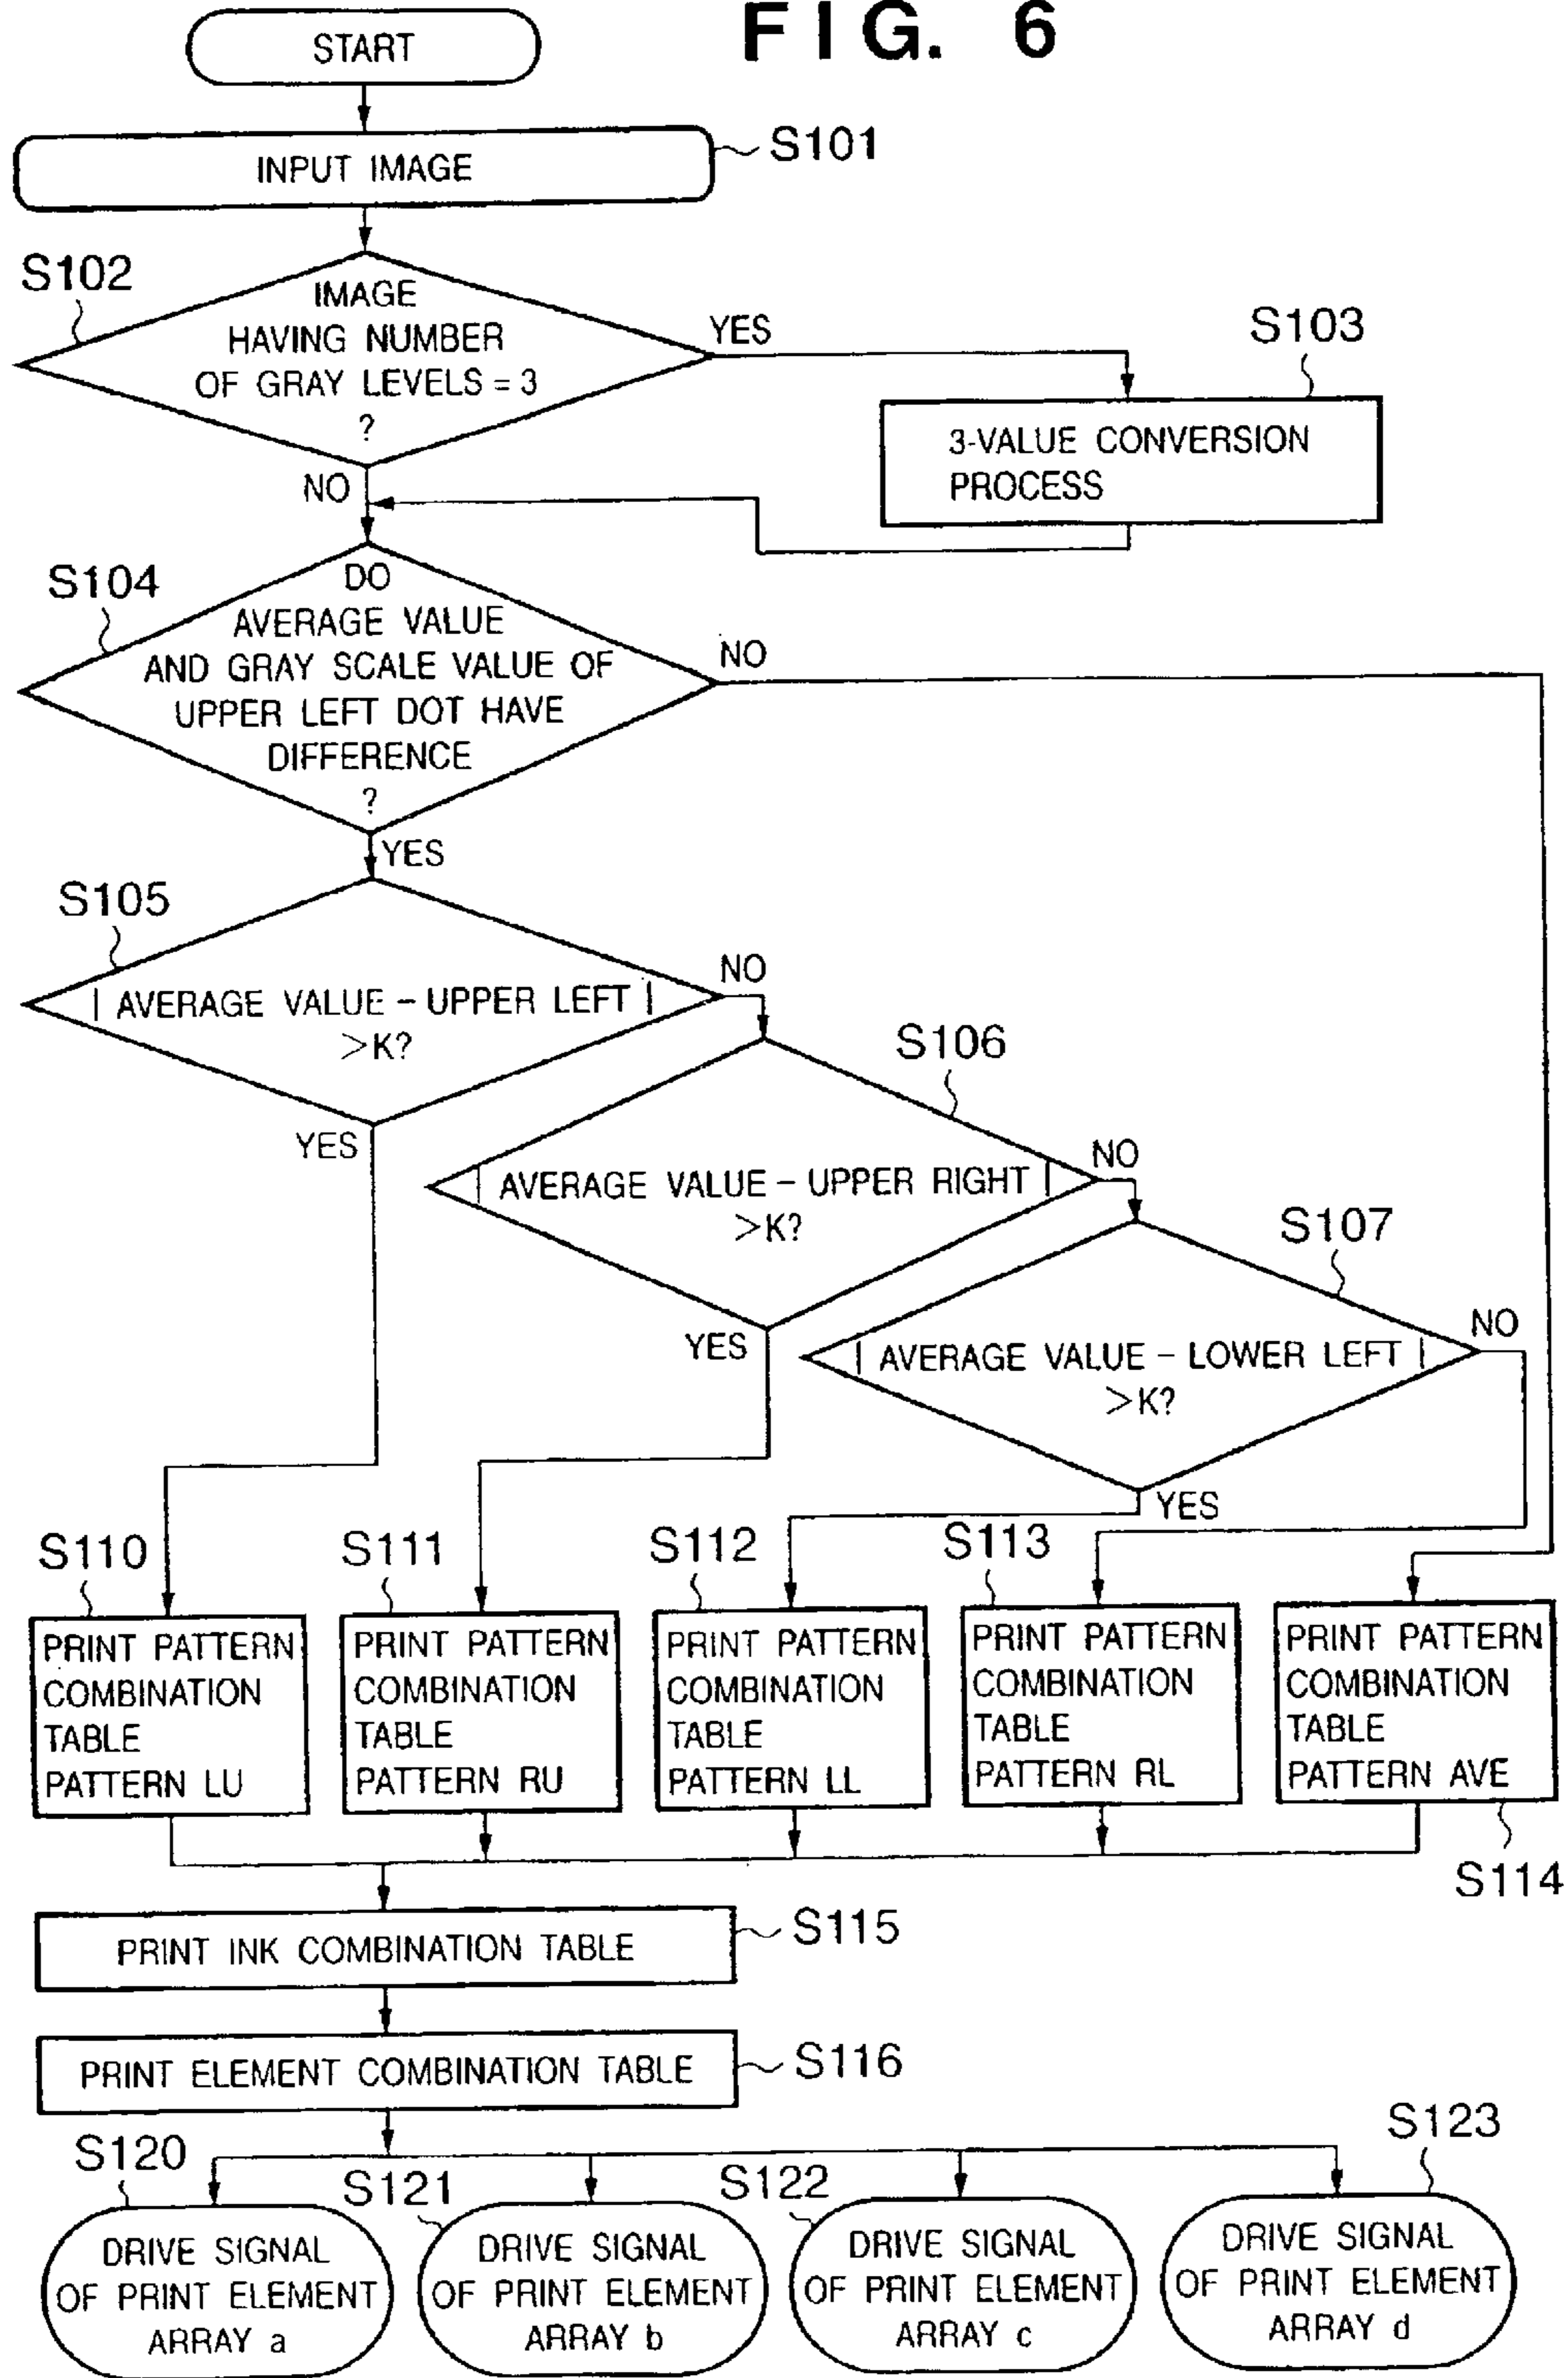 FIG. 6
START
INPUT IMAGE
S101
S102
IMAGE
HAVING NUMBER
OF GRAY LEVELS = 3
?
YES
NO
S103
3-VALUE CONVERSION
PROCESS
S104
DO
AVERAGE VALUE
AND GRAY SCALE VALUE OF
UPPER LEFT DOT HAVE
DIFFERENCE
?
NO
YES
S105
| AVERAGE VALUE – UPPER LEFT |
>K?
NO
YES
S106
| AVERAGE VALUE – UPPER RIGHT |
>K?
NO
YES
S107
| AVERAGE VALUE – LOWER LEFT |
>K?
NO
YES
S110
PRINT PATTERN
COMBINATION
TABLE
PATTERN LU
S111
PRINT PATTERN
COMBINATION
TABLE
PATTERN RU
S112
PRINT PATTERN
COMBINATION
TABLE
PATTERN LL
S113
PRINT PATTERN
COMBINATION
TABLE
PATTERN RL
PRINT PATTERN
COMBINATION
TABLE
PATTERN AVE
S114
PRINT INK COMBINATION TABLE
S115
PRINT ELEMENT COMBINATION TABLE
S116
S120
DRIVE SIGNAL
OF PRINT ELEMENT
ARRAY a
S121
DRIVE SIGNAL
OF PRINT ELEMENT
ARRAY b
S122
DRIVE SIGNAL
OF PRINT ELEMENT
ARRAY c
S123
DRIVE SIGNAL
OF PRINT ELEMENT
ARRAY d